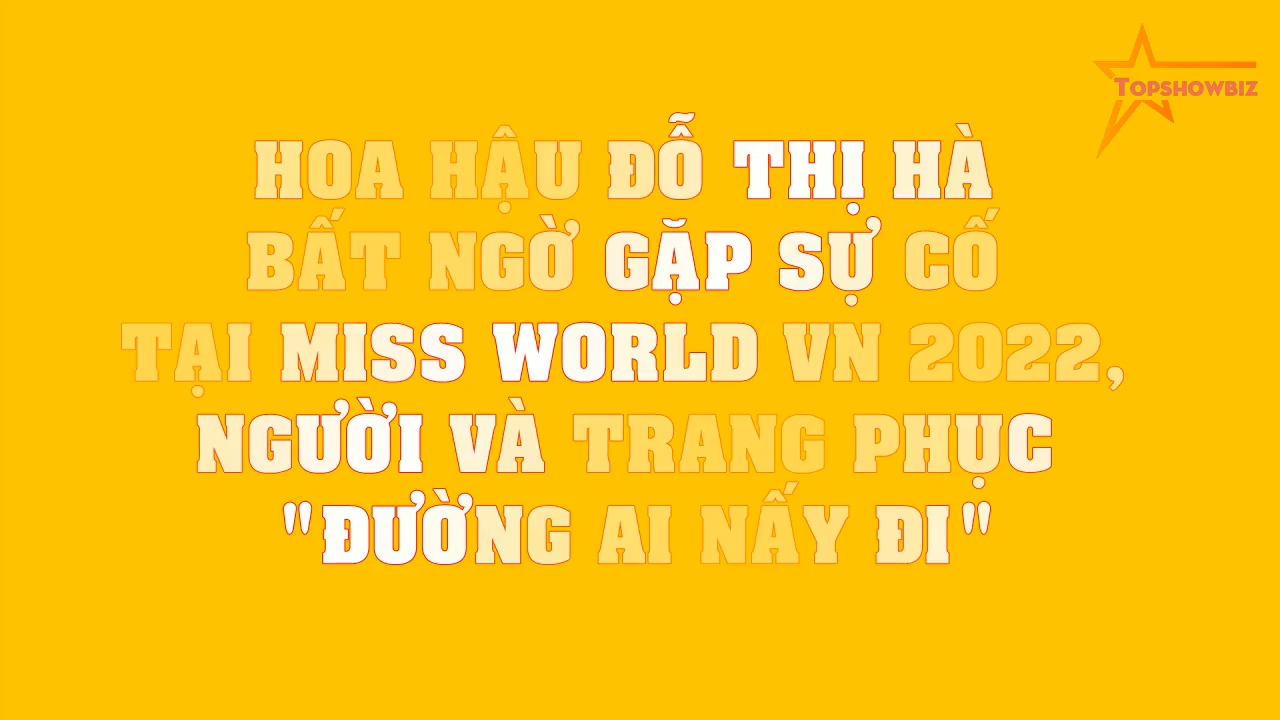 TOPSHOWBIZ
HOA HẬU ĐỖ THỊ HÀ
BẤT NGỜ GẶP SỰ CỐ
TẠI MISS WORLD VN 2022,
NGƯỜI VÀ TRANG PHỤC
"ĐƯỜNG AI NẤY ĐI"